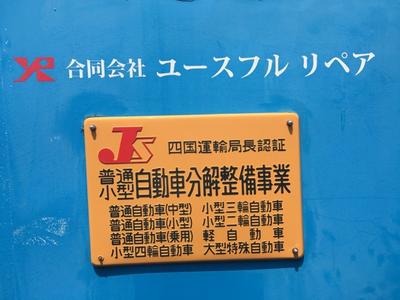 YR 合同会社 ユースフル リペア
JS 四国運輸局長認証
普通
小型 自動車分解整備事業
普通自動車(中型) 小型三輪自動車
普通自動車(小型) 小型二輪自動車
普通自動車(乗用) 軽自動車
小型四輪自動車 大型特殊自動車